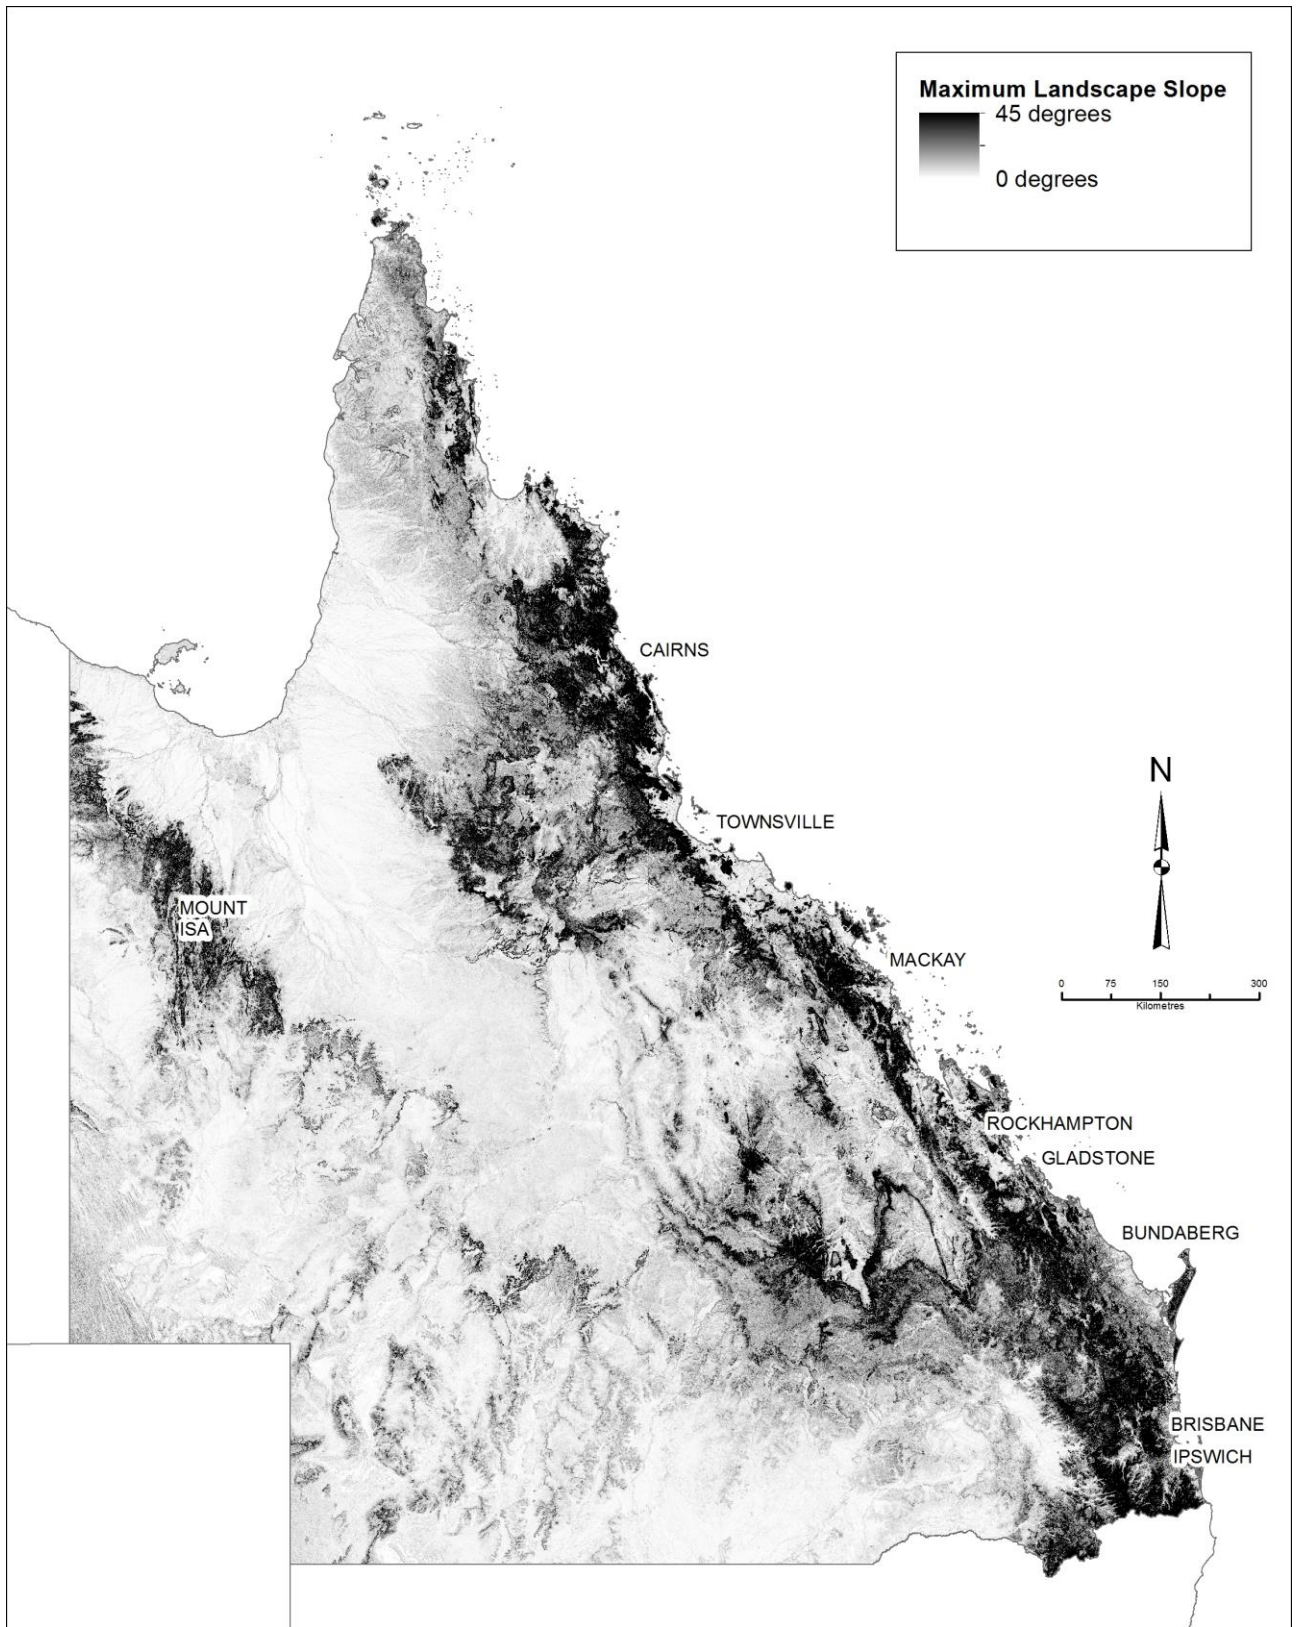 Maximum Landscape Slope
45 degrees
0 degrees
CAIRNS
N
TOWNSVILLE
MOUNT
ISA
MACKAY
0 75 150 300
Kilometres
ROCKHAMPTON
GLADSTONE
BUNDABERG
BRISBANE
IPSWICH